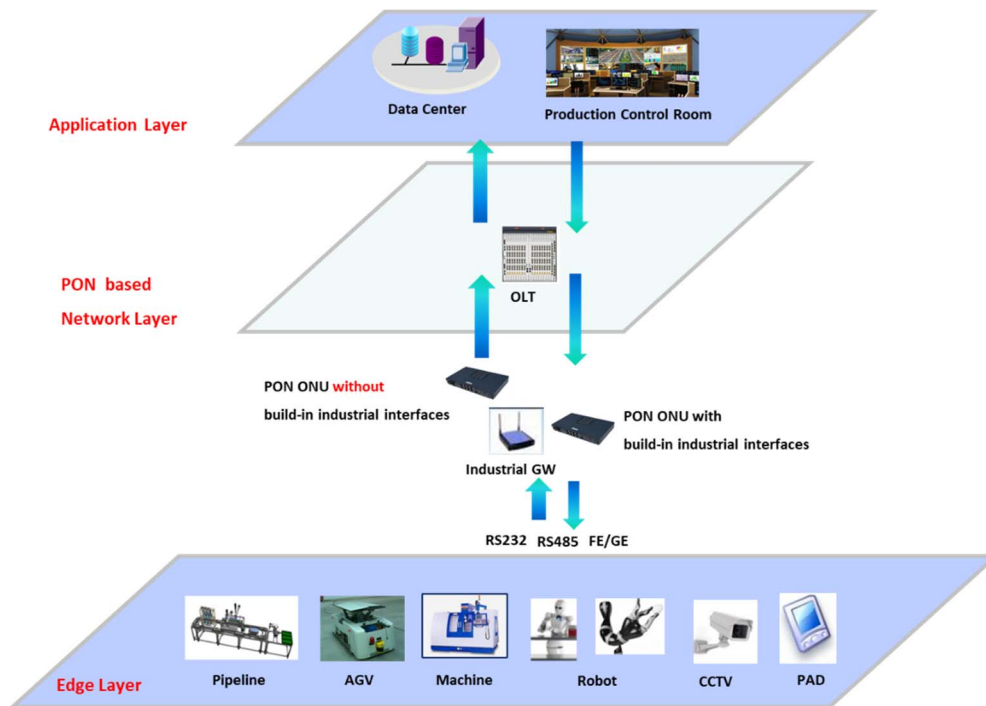 Data Center
Production Control Room
Application Layer
OLT
PON based
Network Layer
PON ONU without
build-in industrial interfaces
PON ONU with
build-in industrial interfaces
Industrial GW
RS232 RS485 FE/GE
Pipeline
AGV
Machine
Robot
CCTV
PAD
Edge Layer